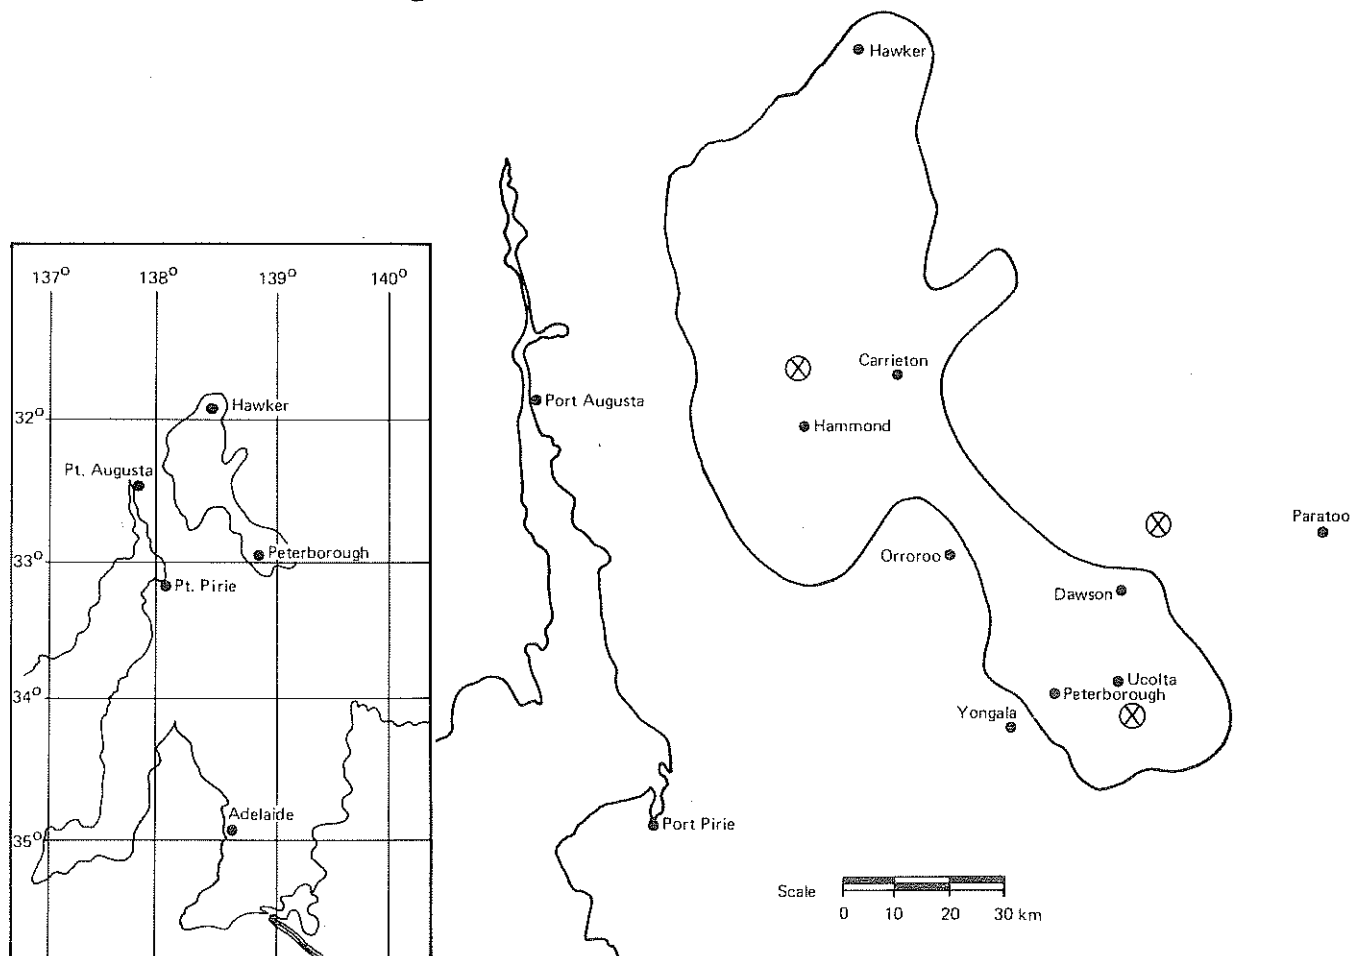 Hawker
Carrieton
Hammond
Port Augusta
Paratoo
Orroroo
Dawson
Ucolta
Peterborough
Yongala
Port Pirie
Scale
0 10 20 30 km
137° 138° 139° 140°
32°
Hawker
Pt. Augusta
33°
Peterborough
Pt. Pirie
34°
Adelaide
35°